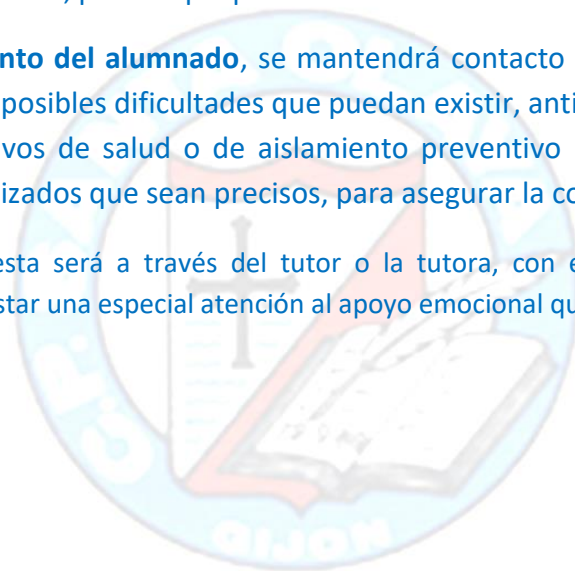 nto del alumnado, se mantendrá contacto
posibles dificultades que puedan existir, anti
vos de salud o de aislamiento preventivo
izados que sean precisos, para asegurar la co
esta será a través del tutor o la tutora, con e
star una especial atención al apoyo emocional qu
C.P.
GIJON